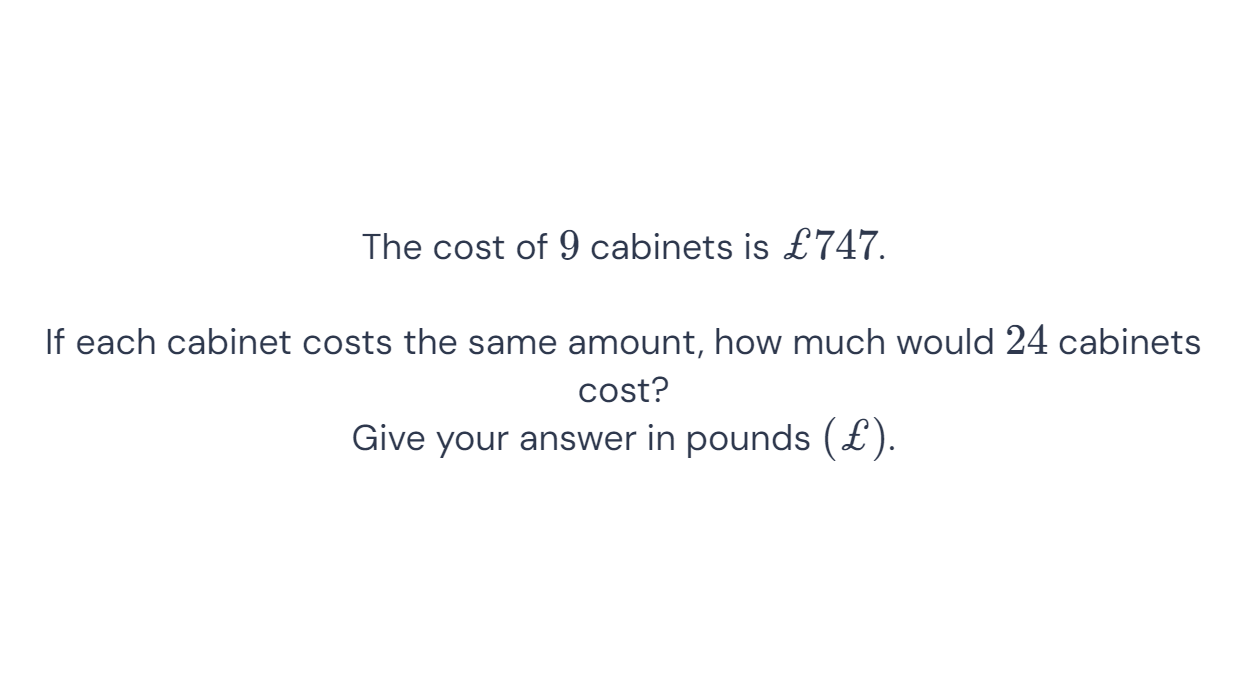 The cost of 9 cabinets is £747.
If each cabinet costs the same amount, how much would 24 cabinets
cost?
Give your answer in pounds (£).